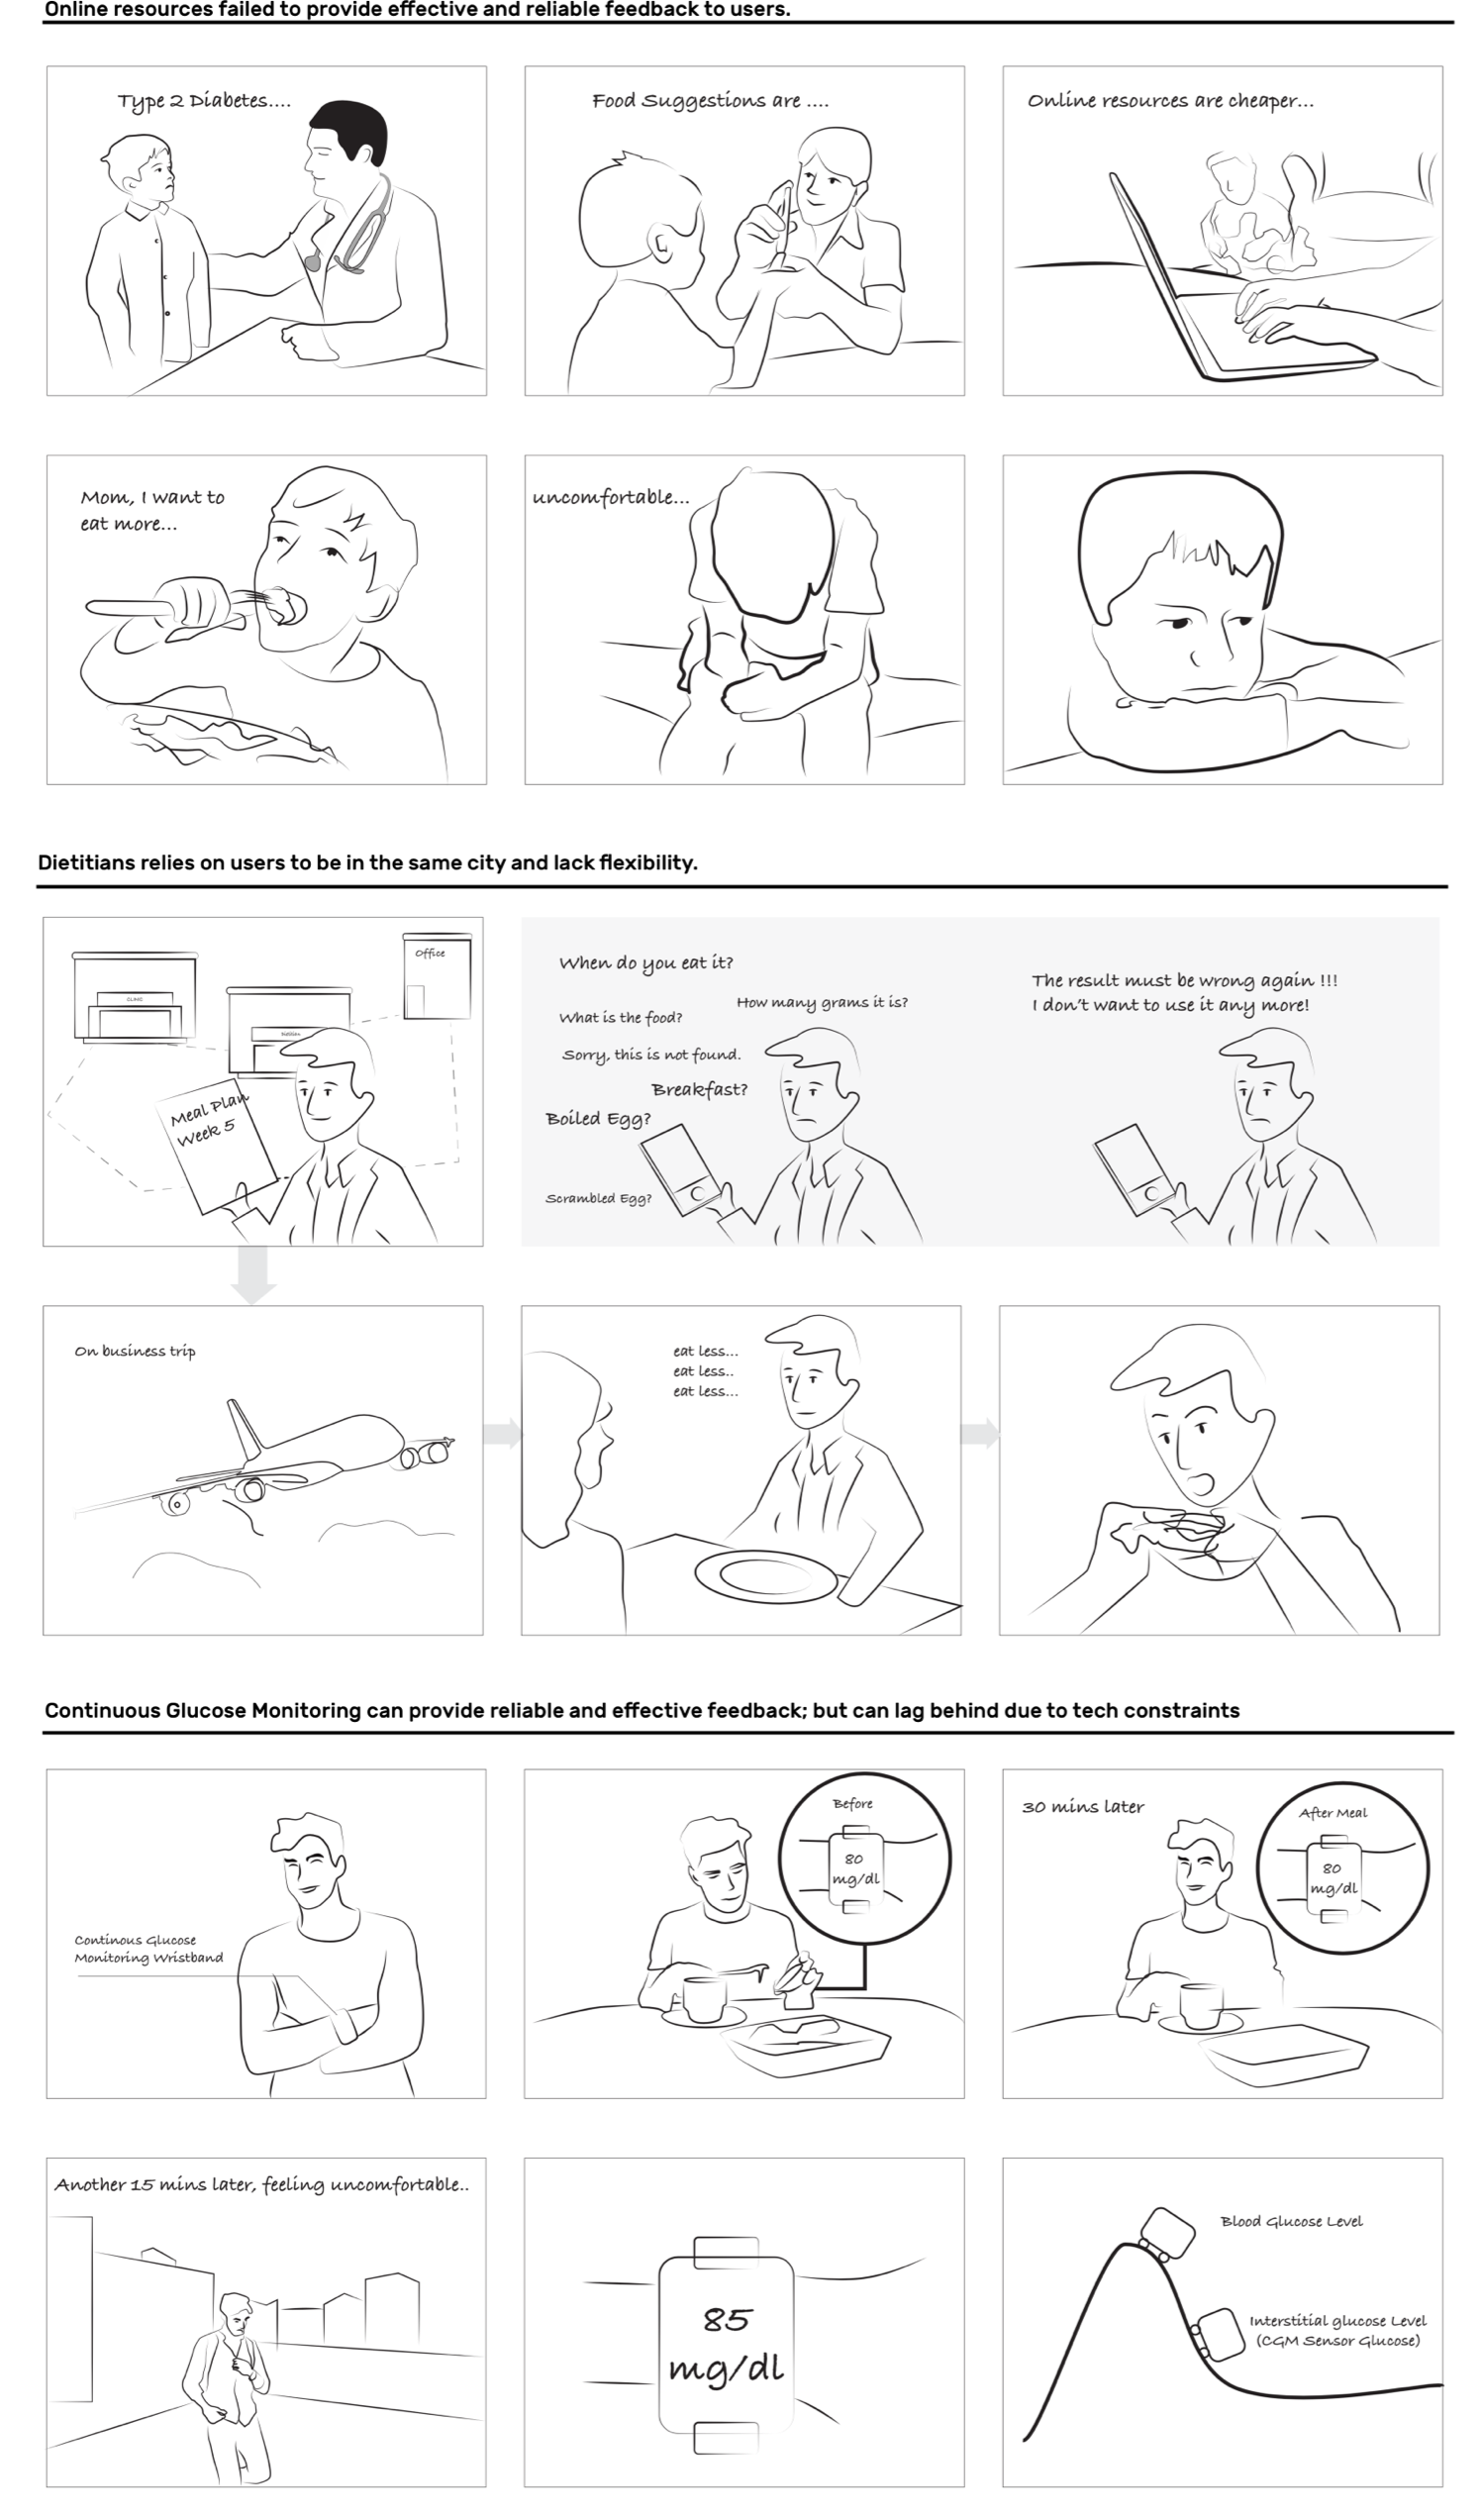 Online resources failed to provide effective and reliable feedback to users.
Type 2 Diabetes....
Food Suggestions are ....
Online resources are cheaper...
Mom, I want to
eat more...
uncomfortable...
Dietitians relies on users to be in the same city and lack flexibility.
CLINIC
Office
Meal Plan
Week 5
When do you eat it?
How many grams it is?
What is the food?
Sorry, this is not found.
Breakfast?
Boiled Egg?
Scrambled Egg?
The result must be wrong again !!!
I don't want to use it any more!
On business trip
eat less...
eat less..
eat less...
Continuous Glucose Monitoring can provide reliable and effective feedback; but can lag behind due to tech constraints
Continous Glucose
Monitoring Wristband
Before
80
mg/dl
30 mins later
After Meal
80
mg/dl
Another 15 mins later, feeling uncomfortable..
85
mg/dl
Blood Glucose Level
Interstitial glucose Level
(CGM Sensor Glucose)